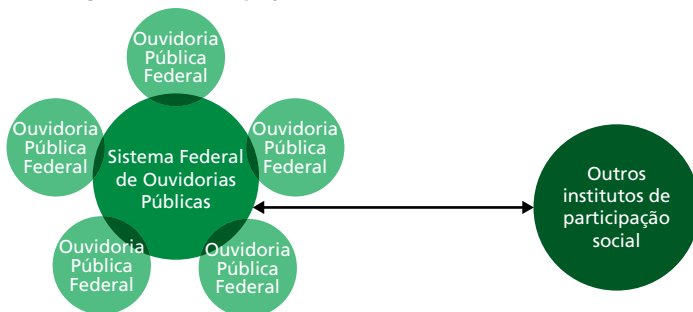 Ouvidoria
Pública
Federal
Ouvidoria
Pública
Federal
Sistema Federal
de Ouvidorias
Públicas
Ouvidoria
Pública
Federal
Outros
institutos de
participação
social
Ouvidoria
Pública
Federal
Ouvidoria
Pública
Federal